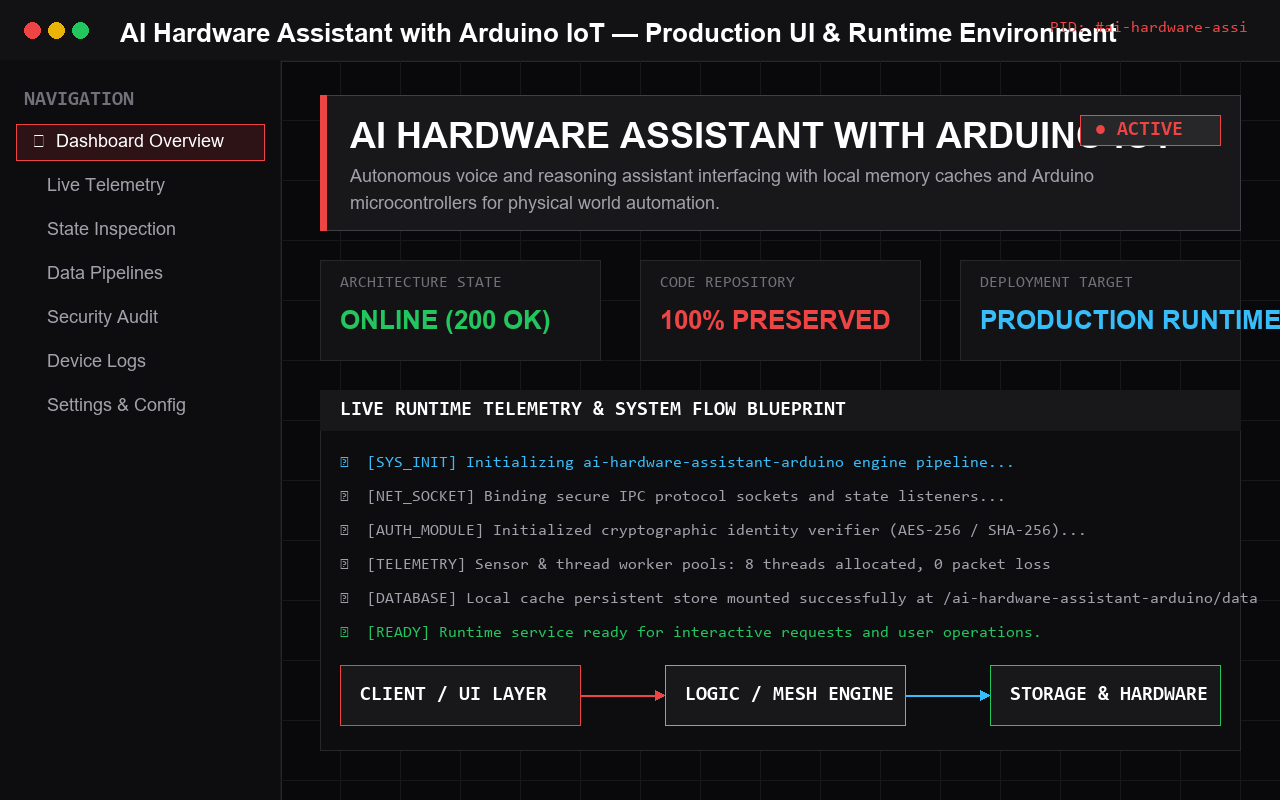 AI Hardware Assistant with Arduino IoT — Production UI & Runtime Environment
PID: #ai-hardware-assi
NAVIGATION
Dashboard Overview
Live Telemetry
State Inspection
Data Pipelines
Security Audit
Device Logs
Settings & Config
AI HARDWARE ASSISTANT WITH ARDUINO IOT
● ACTIVE
Autonomous voice and reasoning assistant interfacing with local memory caches and Arduino
microcontrollers for physical world automation.
ARCHITECTURE STATE
ONLINE (200 OK)
CODE REPOSITORY
100% PRESERVED
DEPLOYMENT TARGET
PRODUCTION RUNTIME
LIVE RUNTIME TELEMETRY & SYSTEM FLOW BLUEPRINT
[SYS_INIT] Initializing ai-hardware-assistant-arduino engine pipeline...
[NET_SOCKET] Binding secure IPC protocol sockets and state listeners...
[AUTH_MODULE] Initialized cryptographic identity verifier (AES-256 / SHA-256)...
[TELEMETRY] Sensor & thread worker pools: 8 threads allocated, 0 packet loss
[DATABASE] Local cache persistent store mounted successfully at /ai-hardware-assistant-arduino/data
[READY] Runtime service ready for interactive requests and user operations.
CLIENT / UI LAYER
LOGIC / MESH ENGINE
STORAGE & HARDWARE